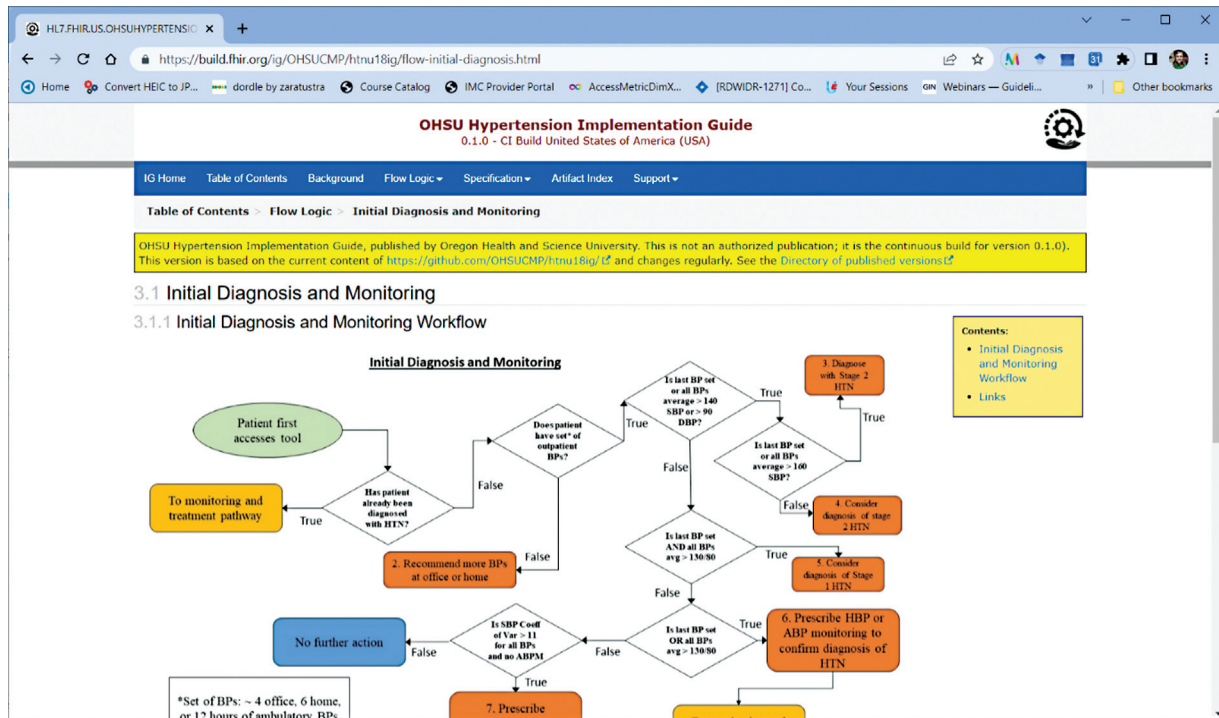 HL7.FHIR.US.OHSUHYPERTENSIO
https://build.fhir.org/ig/OHSUCMP/htnu18ig/flow-initial-diagnosis.html
Home Convert HEIC to JP... dordle by zaratustra Course Catalog IMC Provider Portal AccessMetricDimX... [RDWIDR-1271] Co... Your Sessions GIN Webinars — Guideli... » Other bookmarks
OHSU Hypertension Implementation Guide
0.1.0 - CI Build United States of America (USA)
IG Home Table of Contents Background Flow Logic Specification Artifact Index Support
Table of Contents > Flow Logic > Initial Diagnosis and Monitoring
OHSU Hypertension Implementation Guide, published by Oregon Health and Science University. This is not an authorized publication; it is the continuous build for version 0.1.0).
This version is based on the current content of https://github.com/OHSUCMP/htnu18ig/ and changes regularly. See the Directory of published versions
3.1 Initial Diagnosis and Monitoring
3.1.1 Initial Diagnosis and Monitoring Workflow
Contents:
Initial Diagnosis
and Monitoring
Workflow
Links
Initial Diagnosis and Monitoring
Patient first
accesses tool
Has patient
already been
diagnosed
with HTN?
True
To monitoring and
treatment pathway
False
Does patient
have set* of
outpatient
BPs?
False
2. Recommend more BPs
at office or home
True
Is last BP set
or all BPs
average > 140
SBP or > 90
DBP?
True
Is last BP set
or all BPs
average > 160
SBP?
True
3. Diagnose
with Stage 2
HTN
False
4. Consider
diagnosis of stage
2 HTN
False
Is last BP set
AND all BPs
avg > 130/80
True
5. Consider
diagnosis of Stage
1 HTN
False
Is last BP set
OR all BPs
avg > 130/80
True
6. Prescribe HBP or
ABP monitoring to
confirm diagnosis of
HTN
False
Is SBP Coeff
of Var > 11
for all BPs
and no ABPM
False
No further action
True
7. Prescribe
*Set of BPs: ~ 4 office, 6 home,
or 12 hours of ambulatory BPs